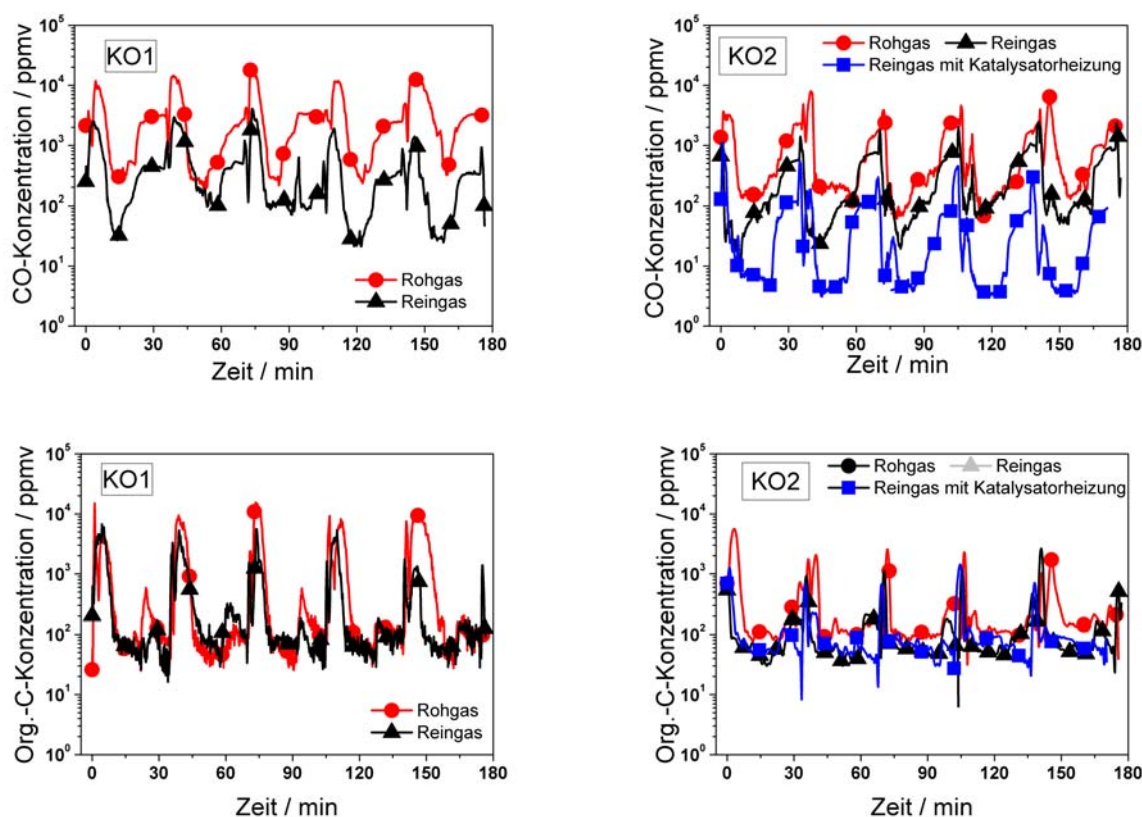 KO1
CO-Konzentration / ppmv
10⁵
10⁴
10³
10²
10¹
10⁰
Rohgas
Reingas
0 30 60 90 120 150 180
Zeit / min
KO2
Rohgas Reingas
Reingas mit Katalysatorheizung
CO-Konzentration / ppmv
10⁵
10⁴
10³
10²
10¹
10⁰
0 30 60 90 120 150 180
Zeit / min
KO1
Org.-C-Konzentration / ppmv
10⁵
10⁴
10³
10²
10¹
10⁰
Rohgas
Reingas
0 30 60 90 120 150 180
Zeit / min
KO2
Rohgas Reingas
Reingas mit Katalysatorheizung
Org.-C-Konzentration / ppmv
10⁵
10⁴
10³
10²
10¹
10⁰
0 30 60 90 120 150 180
Zeit / min